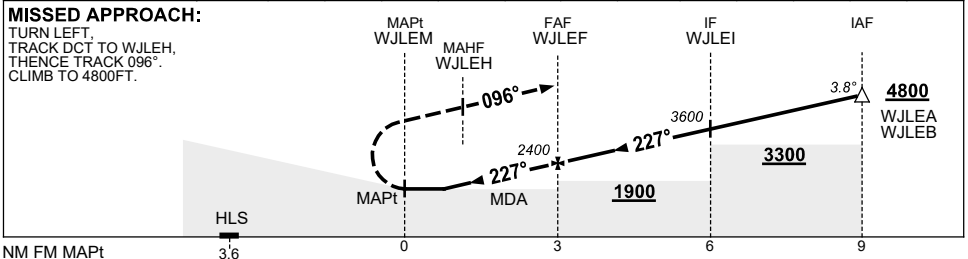 MISSED APPROACH:
TURN LEFT,
TRACK DCT TO WJLEH,
THENCE TRACK 096°.
CLIMB TO 4800FT.
MAPt
WJLEM
MAHF
WJLEH
FAF
WJLEF
IF
WJLEI
IAF
096°
3.8°
4800
WJLEA
WJLEB
3600
2400
227°
227°
3300
1900
MAPt
MDA
HLS
NM FM MAPt
3.6
0
3
6
9